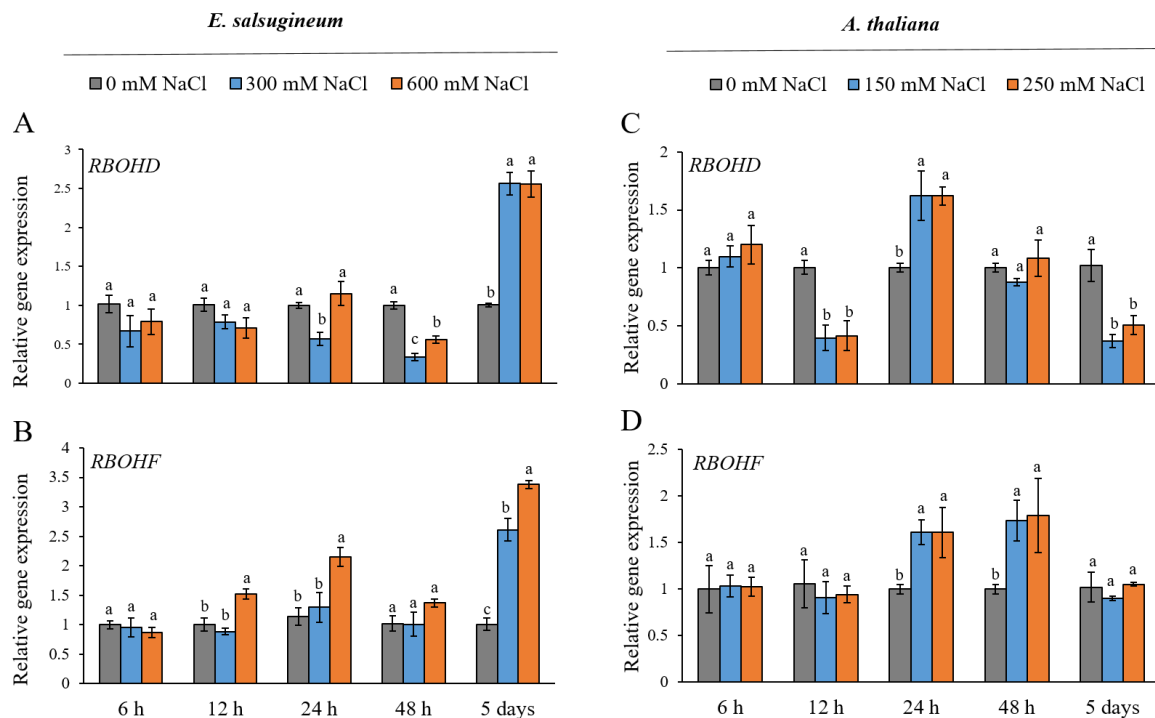 E. salsugineum
0 mM NaCl 300 mM NaCl 600 mM NaCl
A
RBOHD
Relative gene expression
3
2.5
2
1.5
1
0.5
0
a a a
a a a
a b a
a c b
b a a
B
RBOHF
Relative gene expression
4
3.5
3
2.5
2
1.5
1
0.5
0
a a a
b b a
b b a
a a a
c b a
6 h 12 h 24 h 48 h 5 days
A. thaliana
0 mM NaCl 150 mM NaCl 250 mM NaCl
C
RBOHD
Relative gene expression
2
1.5
1
0.5
0
a a a
a b b
b a a
a a a
a b b
D
RBOHF
Relative gene expression
2.5
2
1.5
1
0.5
0
a a a
a a a
b a a
b a a
a a a
6 h 12 h 24 h 48 h 5 days